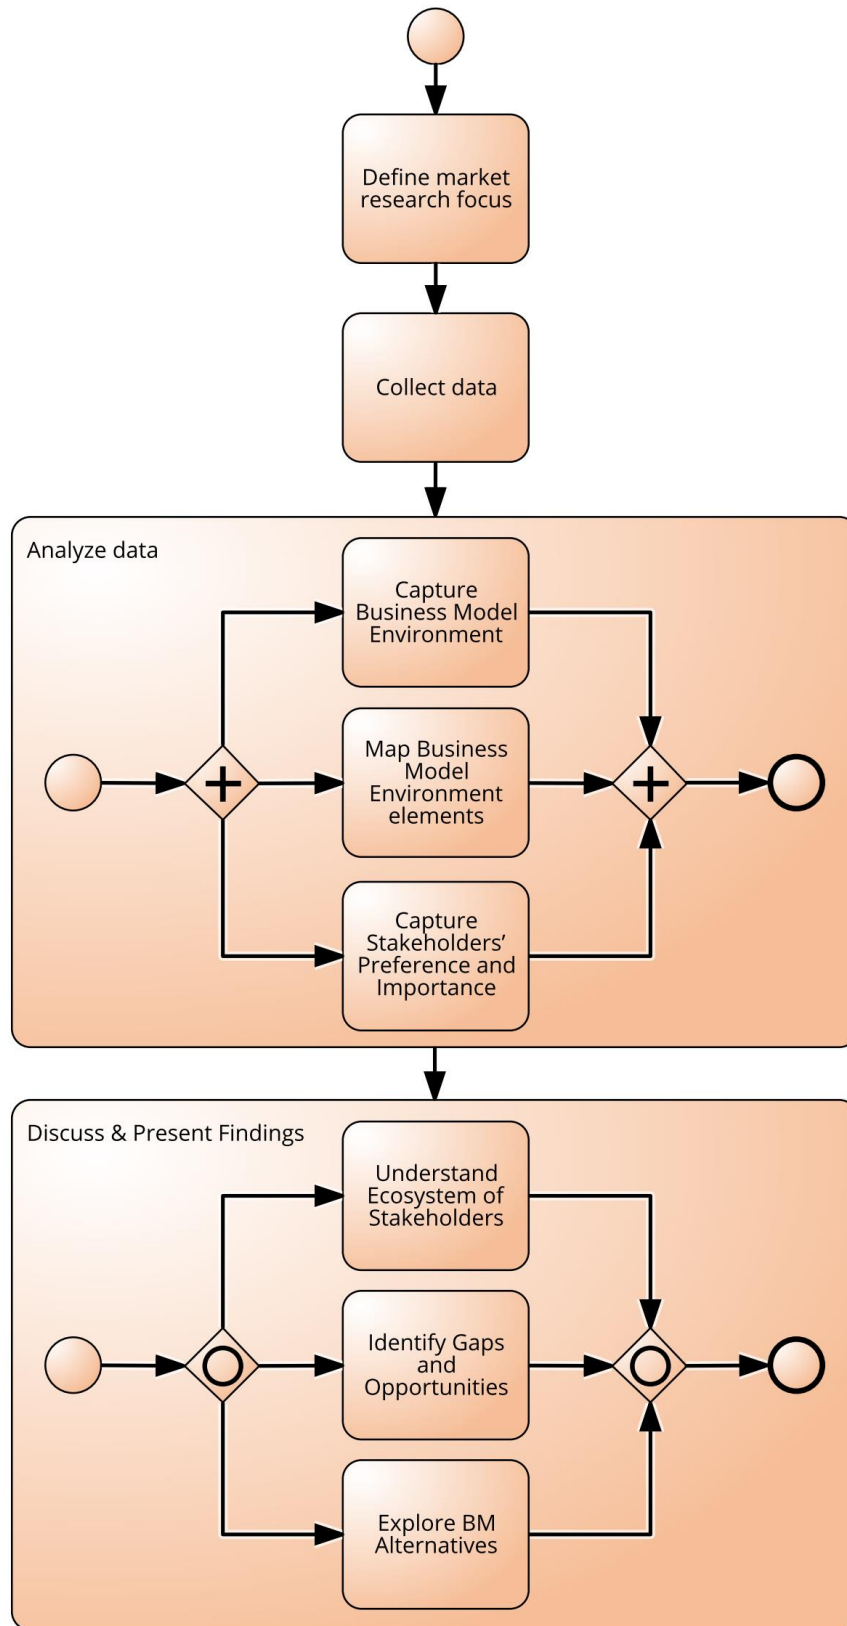 Define market
research focus
Collect data
Analyze data
Capture
Business Model
Environment
Map Business
Model
Environment
elements
Capture
Stakeholders’
Preference and
Importance
Discuss & Present Findings
Understand
Ecosystem of
Stakeholders
Identify Gaps
and
Opportunities
Explore BM
Alternatives